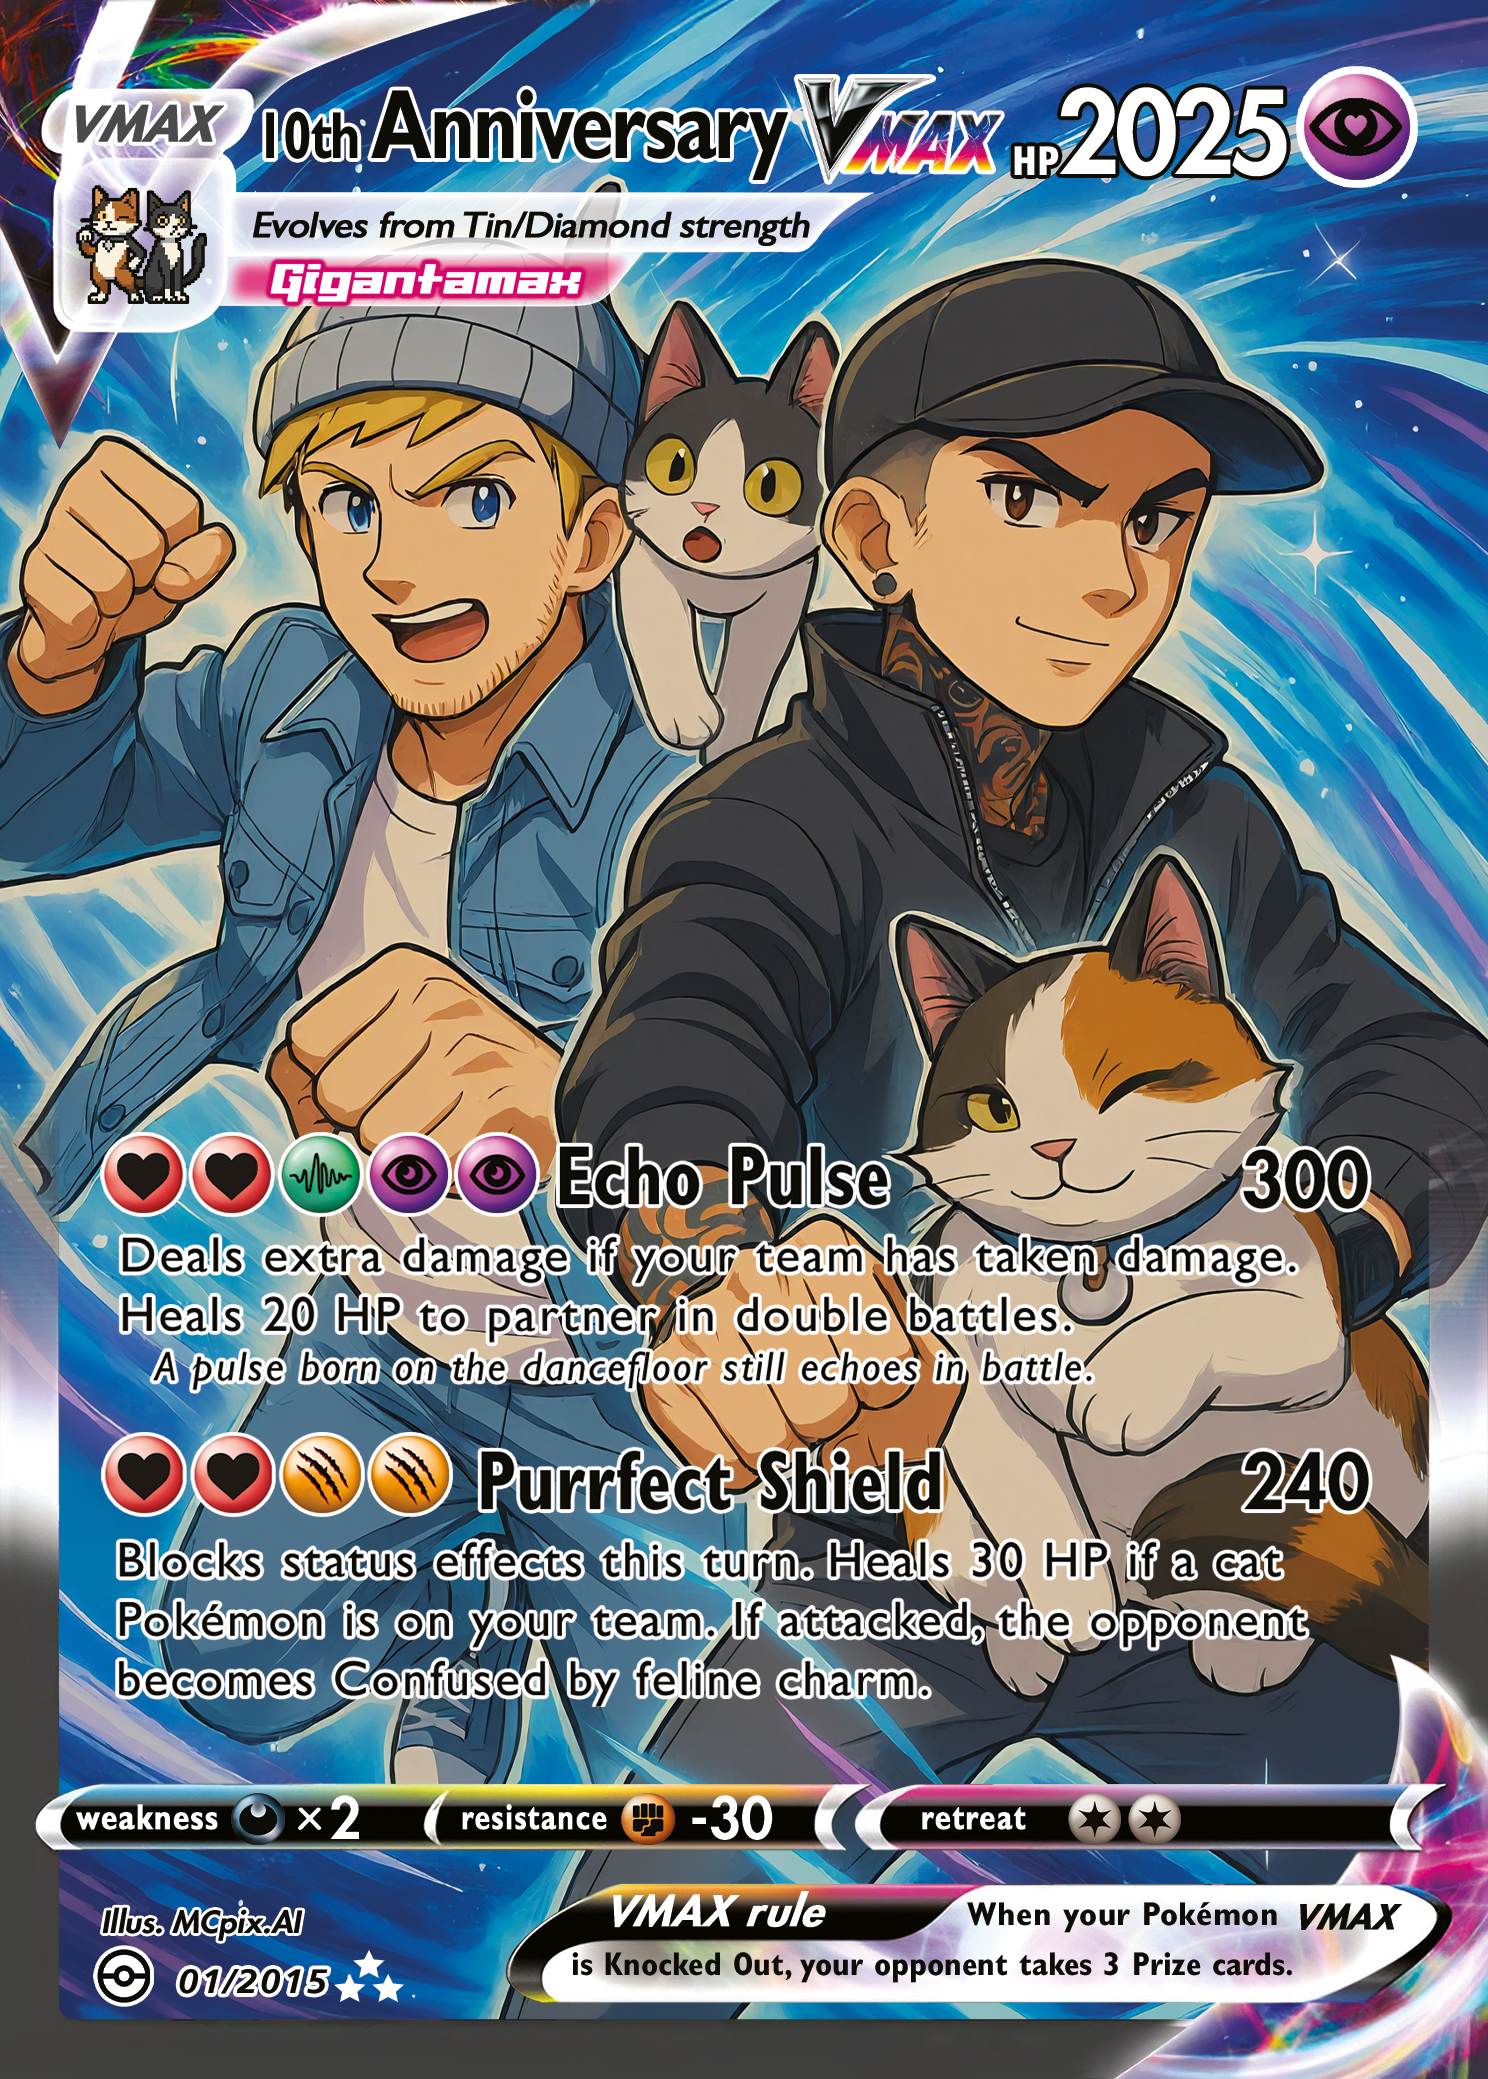 VMAX
10th Anniversary VMAX HP 2025
Evolves from Tin/Diamond strength
Gigantamax
Echo Pulse 300
Deals extra damage if your team has taken damage.
Heals 20 HP to partner in double battles.
A pulse born on the dancefloor still echoes in battle.
Purrfect Shield 240
Blocks status effects this turn. Heals 30 HP if a cat
Pokémon is on your team. If attacked, the opponent
becomes Confused by feline charm.
weakness ×2 resistance -30 retreat
Illus. MCpix.AI
01/2015
VMAX rule When your Pokémon VMAX
is Knocked Out, your opponent takes 3 Prize cards.